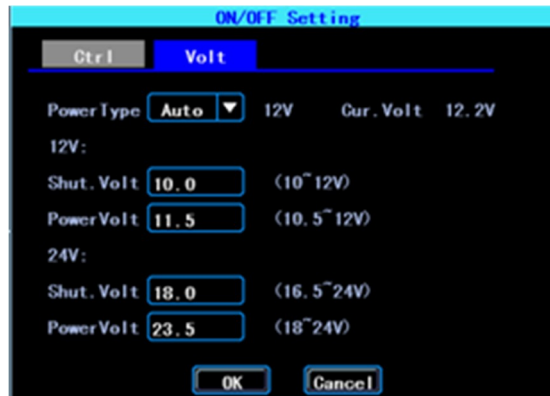 ON/OFF Setting
Ctrl Volt
PowerType Auto 12V Cur.Volt 12.2V
12V:
Shut.Volt 10.0 (10~12V)
PowerVolt 11.5 (10.5~12V)
24V:
Shut.Volt 18.0 (16.5~24V)
PowerVolt 23.5 (18~24V)
OK Cancel